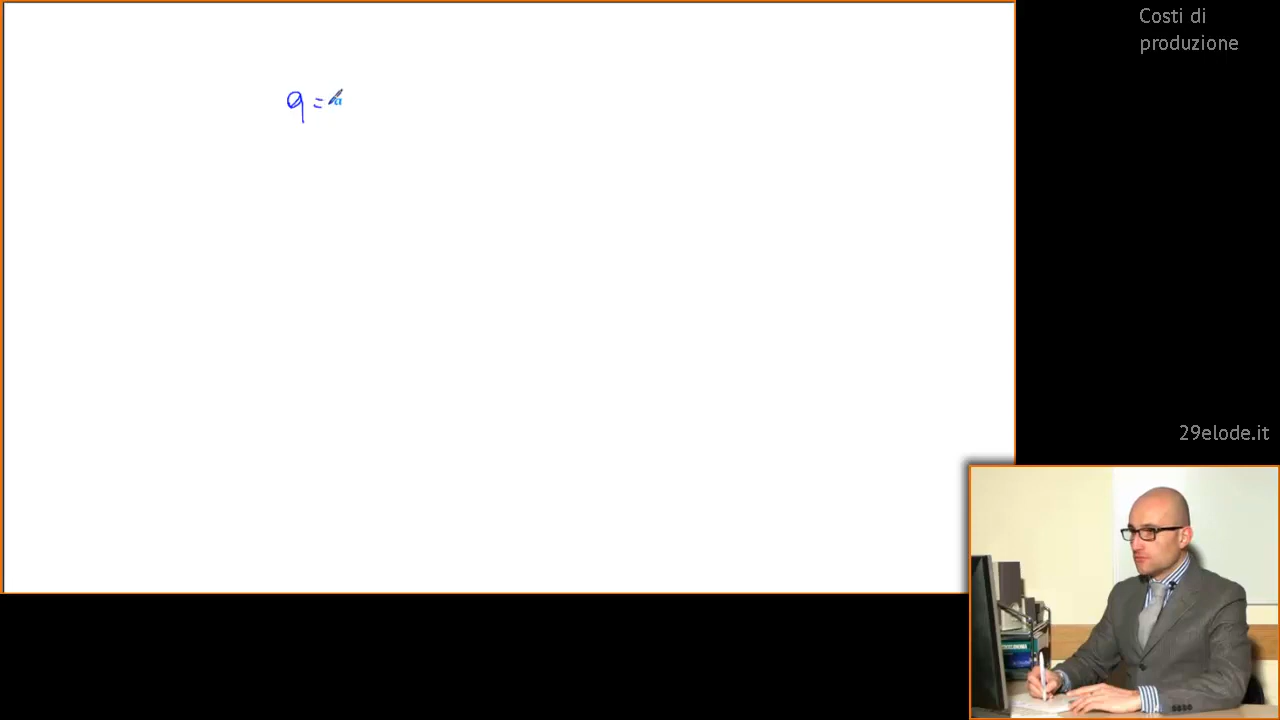 Costi di
produzione
q =
29elode.it